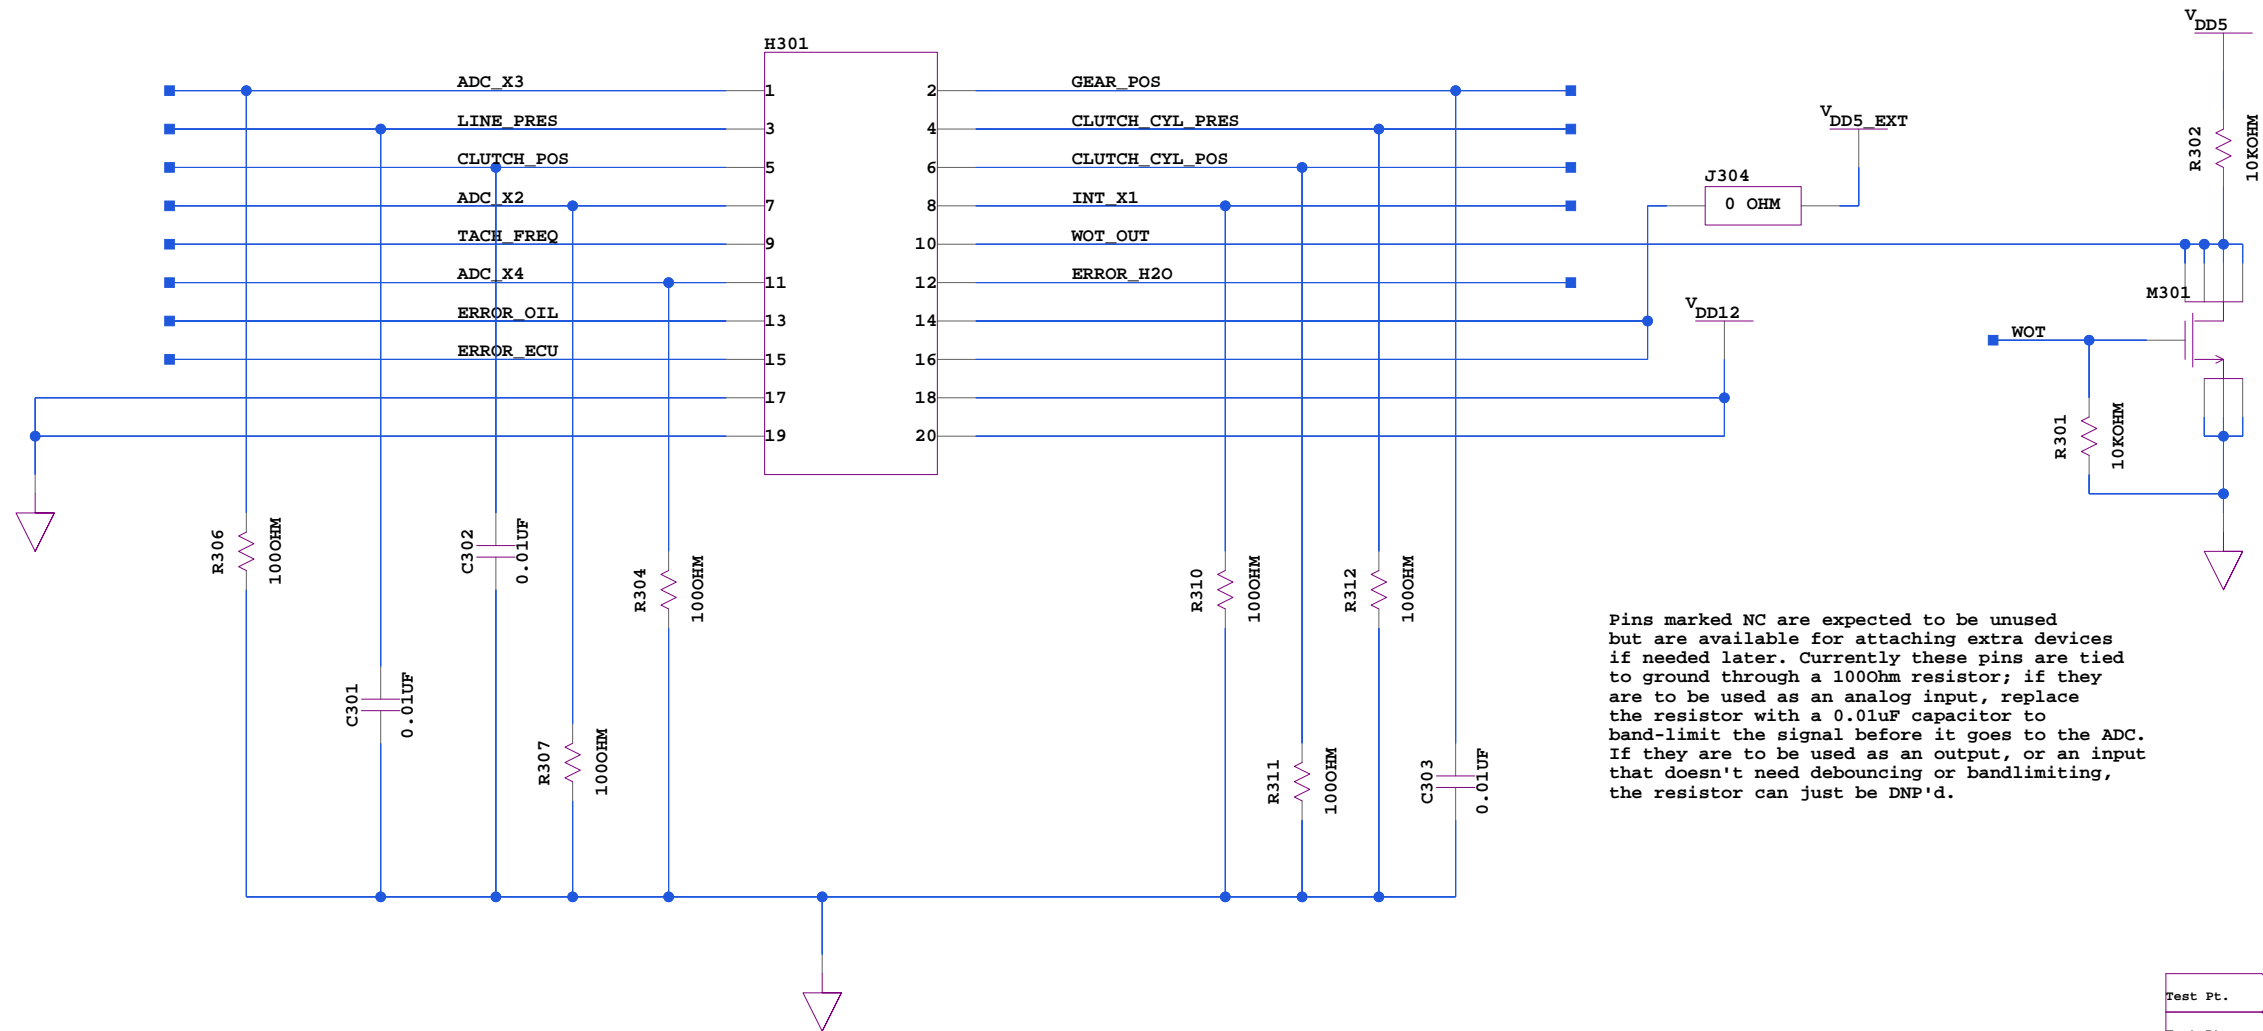 H301
ADC_X3
1
2
GEAR_POS
LINE_PRES
3
4
CLUTCH_CYL_PRES
CLUTCH_POS
5
6
CLUTCH_CYL_POS
ADC_X2
7
8
INT_X1
TACH_FREQ
9
10
WOT_OUT
ADC_X4
11
12
ERROR_H2O
ERROR_OIL
13
14
ERROR_ECU
15
16
17
18
19
20
J304
0 OHM
VDD5_EXT
VDD12
VDD5
R302
10KOHM
M301
WOT
R301
10KOHM
R306
100OHM
C301
0.01UF
C302
0.01UF
R307
100OHM
R304
100OHM
R310
100OHM
R311
100OHM
R312
100OHM
C303
0.01UF
Pins marked NC are expected to be unused
but are available for attaching extra devices
if needed later. Currently these pins are tied
to ground through a 100Ohm resistor; if they
are to be used as an analog input, replace
the resistor with a 0.01uF capacitor to
band-limit the signal before it goes to the ADC.
If they are to be used as an output, or an input
that doesn't need debouncing or bandlimiting,
the resistor can just be DNP'd.
Test Pt.